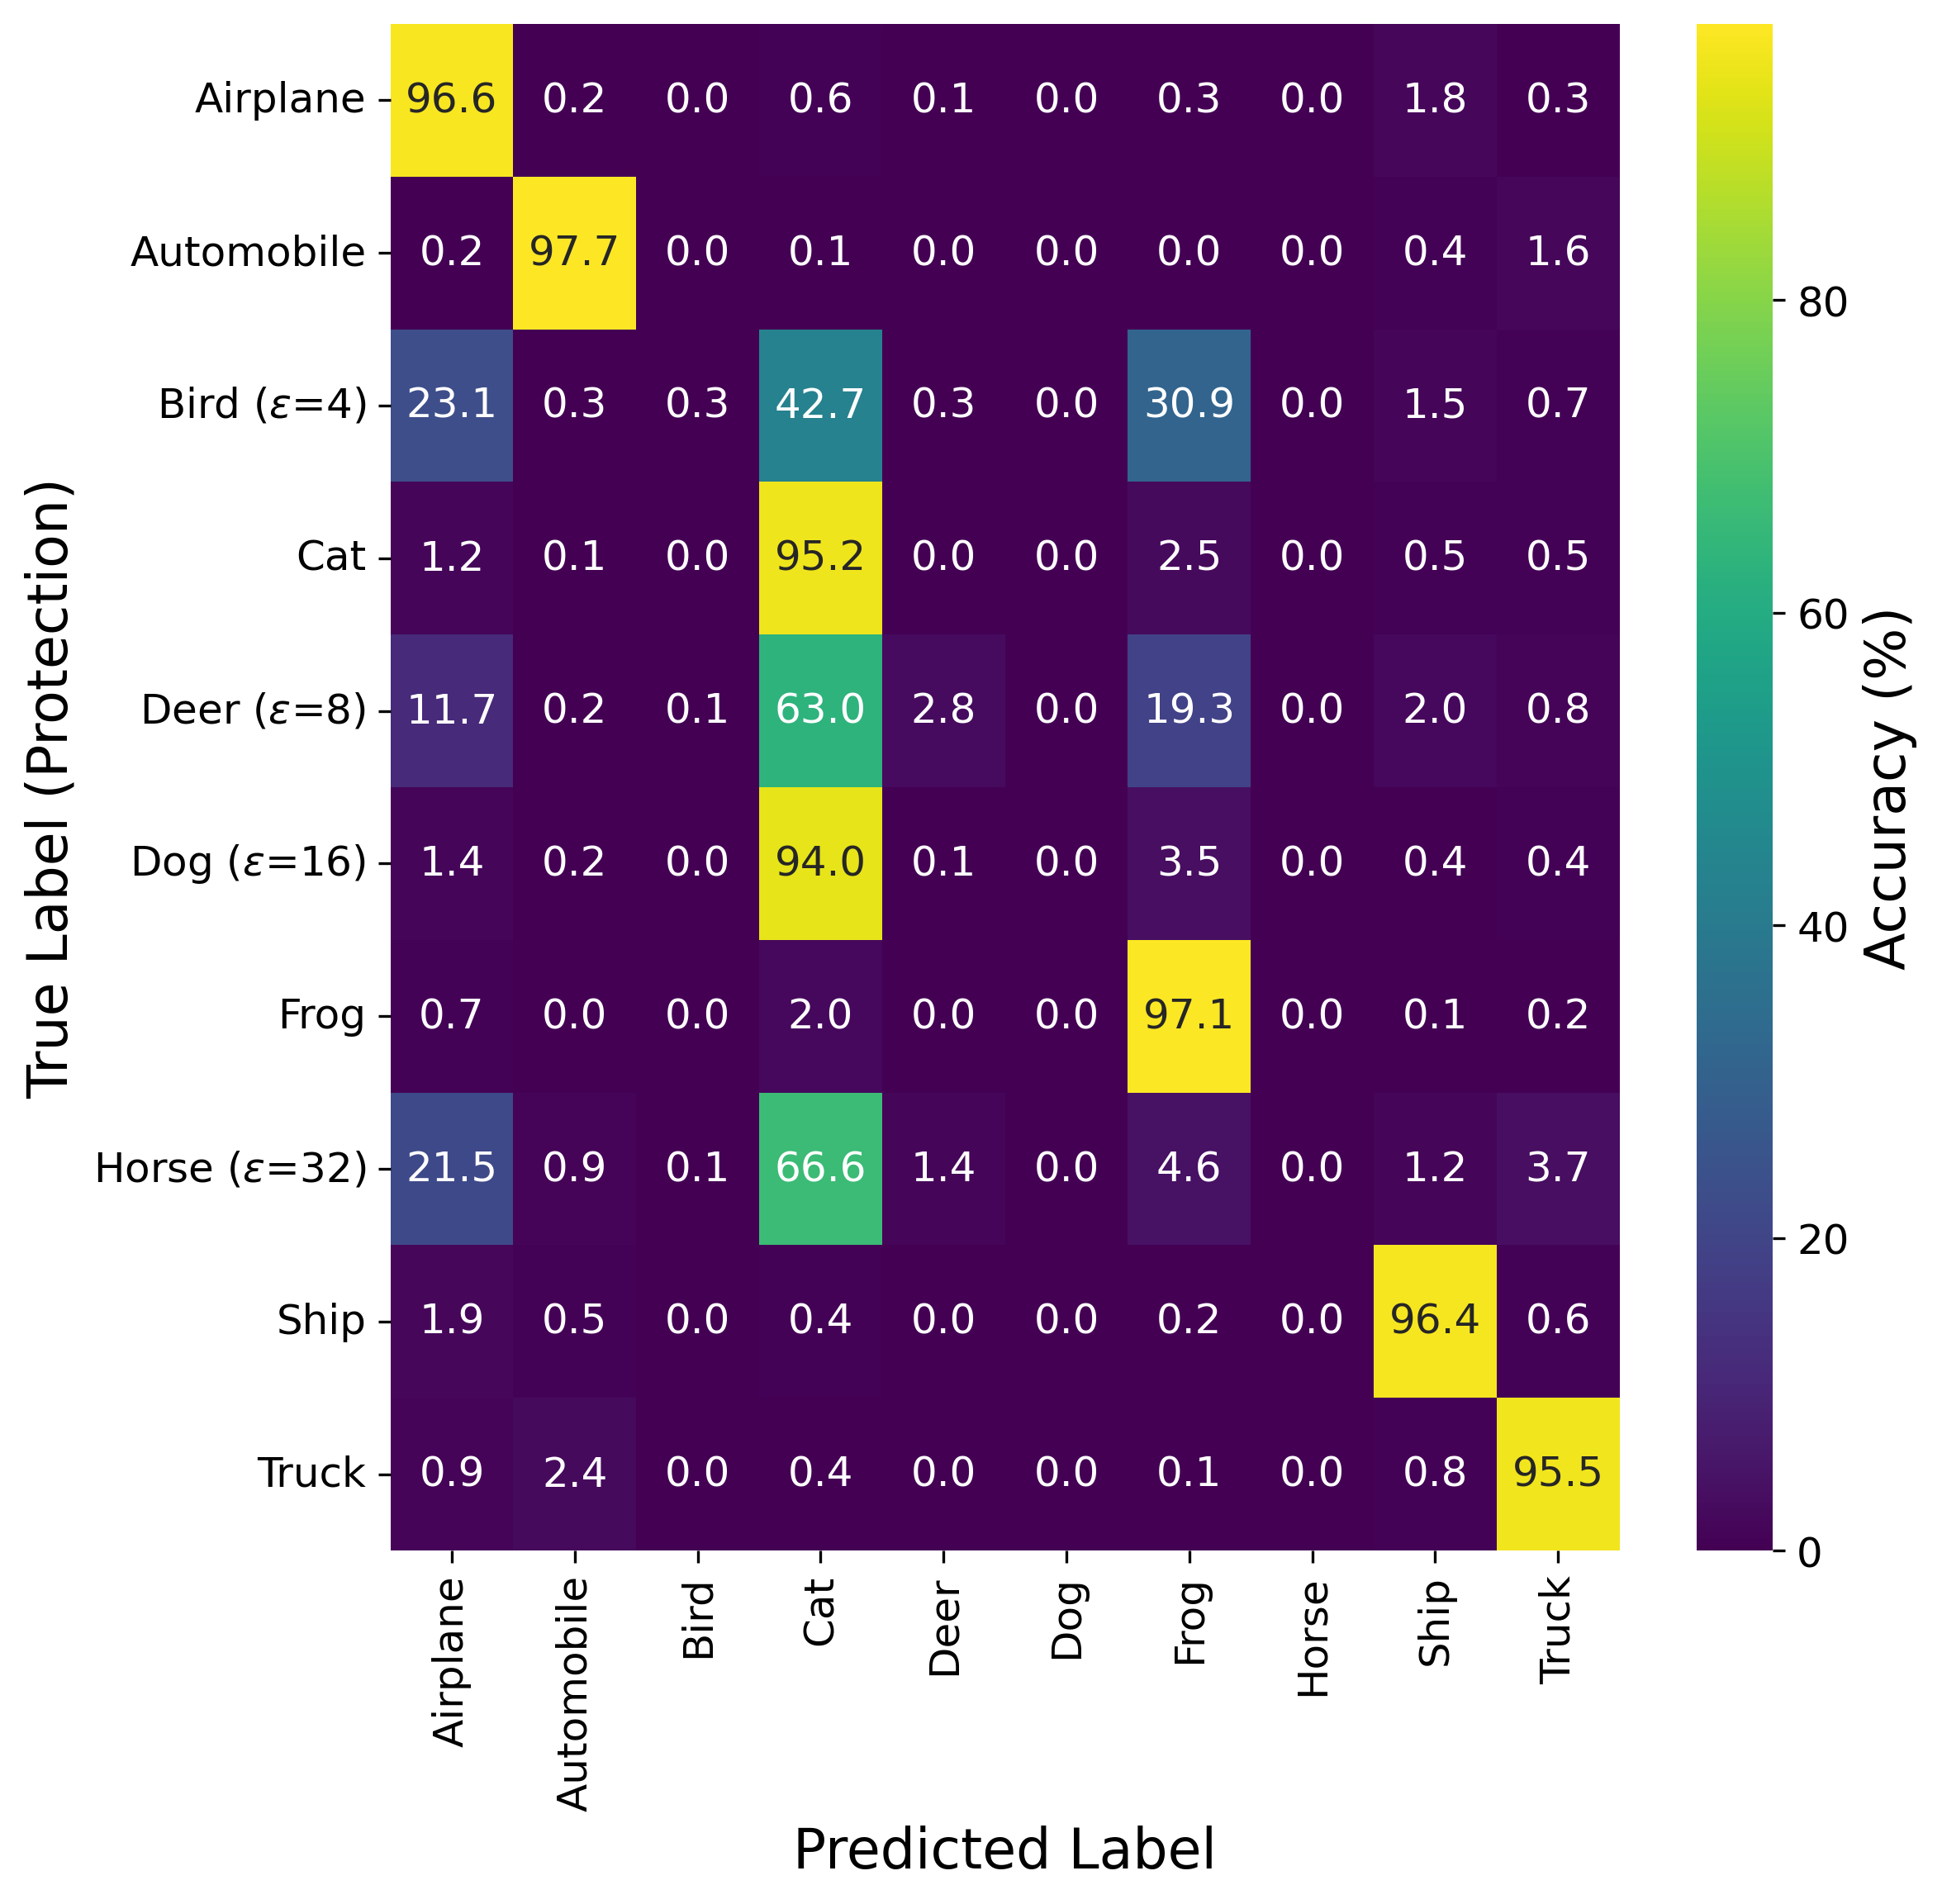 Airplane 96.6 0.2 0.0 0.6 0.1 0.0 0.3 0.0 1.8 0.3
Automobile 0.2 97.7 0.0 0.1 0.0 0.0 0.0 0.0 0.4 1.6
Bird (ε=4) 23.1 0.3 0.3 42.7 0.3 0.0 30.9 0.0 1.5 0.7
Cat 1.2 0.1 0.0 95.2 0.0 0.0 2.5 0.0 0.5 0.5
Deer (ε=8) 11.7 0.2 0.1 63.0 2.8 0.0 19.3 0.0 2.0 0.8
Dog (ε=16) 1.4 0.2 0.0 94.0 0.1 0.0 3.5 0.0 0.4 0.4
Frog 0.7 0.0 0.0 2.0 0.0 0.0 97.1 0.0 0.1 0.2
Horse (ε=32) 21.5 0.9 0.1 66.6 1.4 0.0 4.6 0.0 1.2 3.7
Ship 1.9 0.5 0.0 0.4 0.0 0.0 0.2 0.0 96.4 0.6
Truck 0.9 2.4 0.0 0.4 0.0 0.0 0.1 0.0 0.8 95.5
True Label (Protection)
Airplane
Automobile
Bird
Cat
Deer
Dog
Frog
Horse
Ship
Truck
Predicted Label
80
60
40
20
0
Accuracy (%)